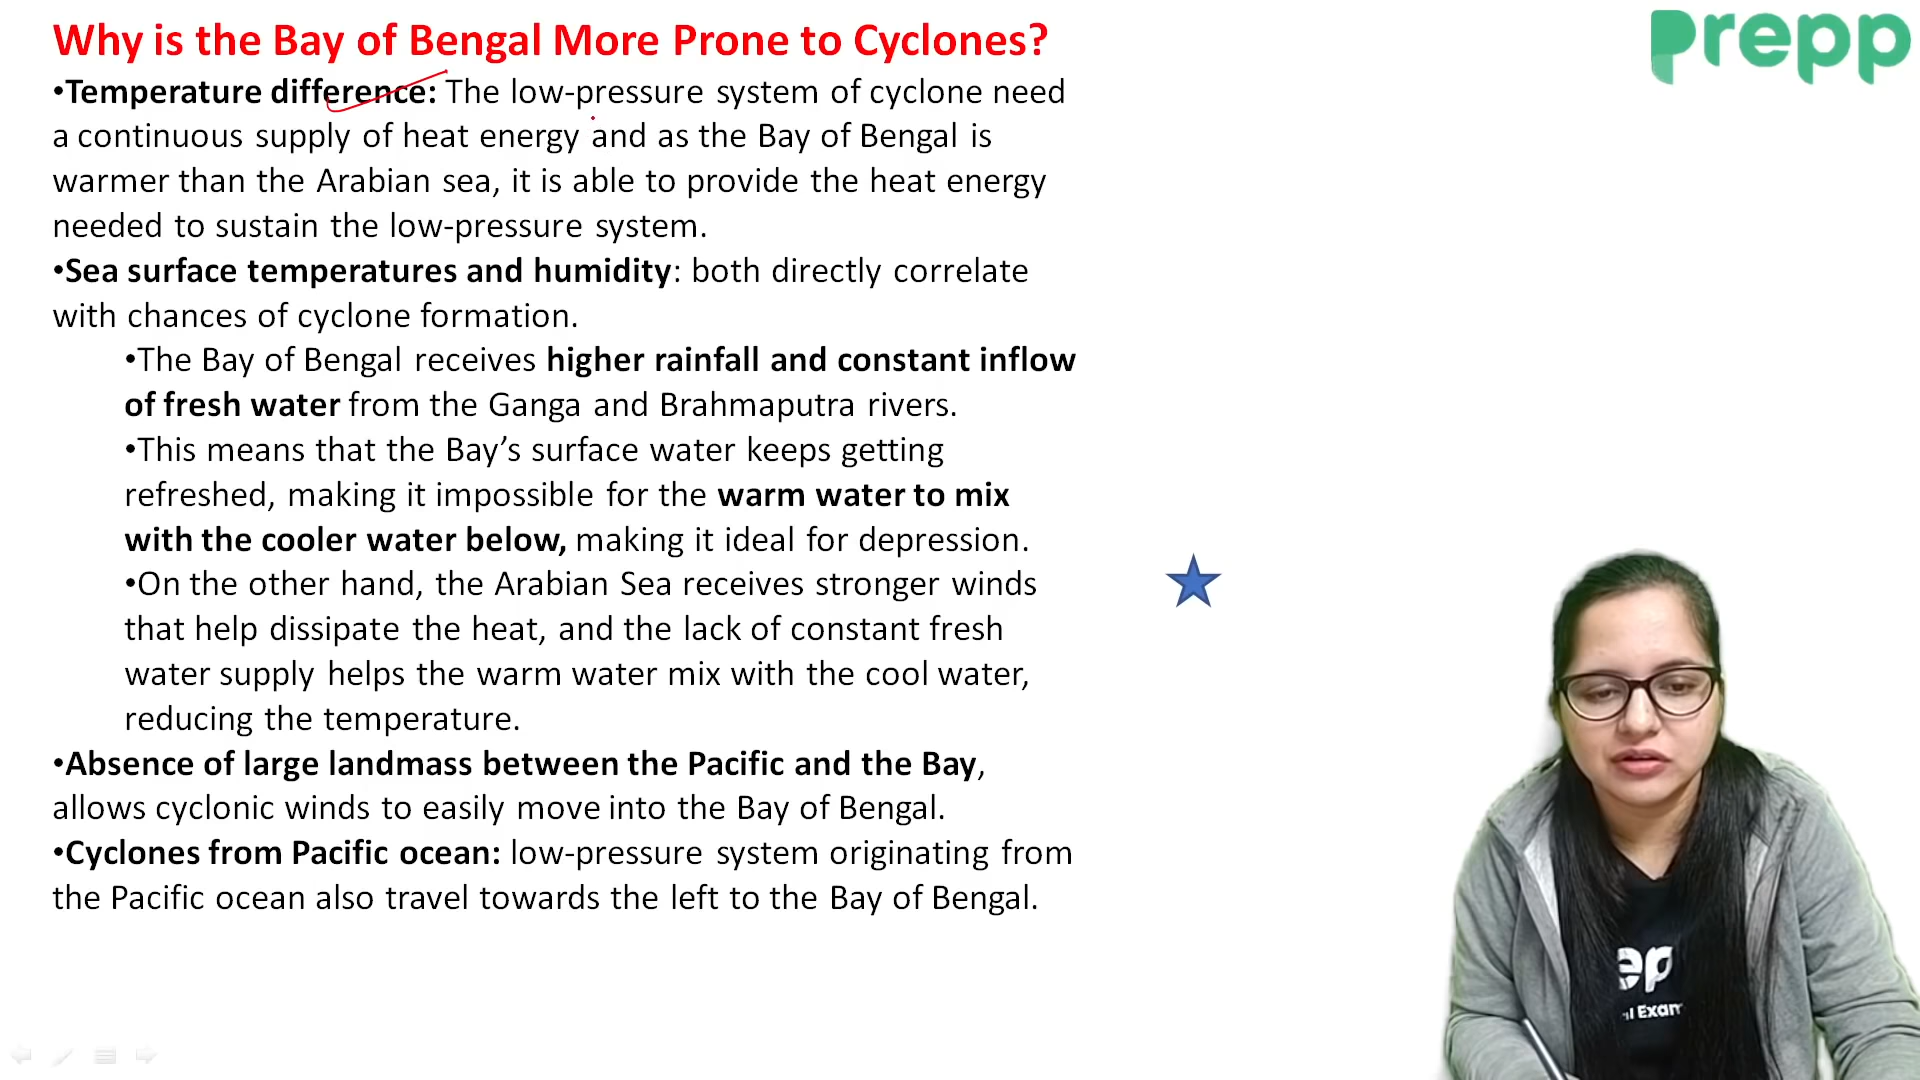 Why is the Bay of Bengal More Prone to Cyclones?
prepp
•Temperature difference: The low-pressure system of cyclone need
a continuous supply of heat energy and as the Bay of Bengal is
warmer than the Arabian sea, it is able to provide the heat energy
needed to sustain the low-pressure system.
•Sea surface temperatures and humidity: both directly correlate
with chances of cyclone formation.
•The Bay of Bengal receives higher rainfall and constant inflow
of fresh water from the Ganga and Brahmaputra rivers.
•This means that the Bay’s surface water keeps getting
refreshed, making it impossible for the warm water to mix
with the cooler water below, making it ideal for depression.
•On the other hand, the Arabian Sea receives stronger winds
that help dissipate the heat, and the lack of constant fresh
water supply helps the warm water mix with the cool water,
reducing the temperature.
•Absence of large landmass between the Pacific and the Bay,
allows cyclonic winds to easily move into the Bay of Bengal.
•Cyclones from Pacific ocean: low-pressure system originating from
the Pacific ocean also travel towards the left to the Bay of Bengal.
ep
l Exam